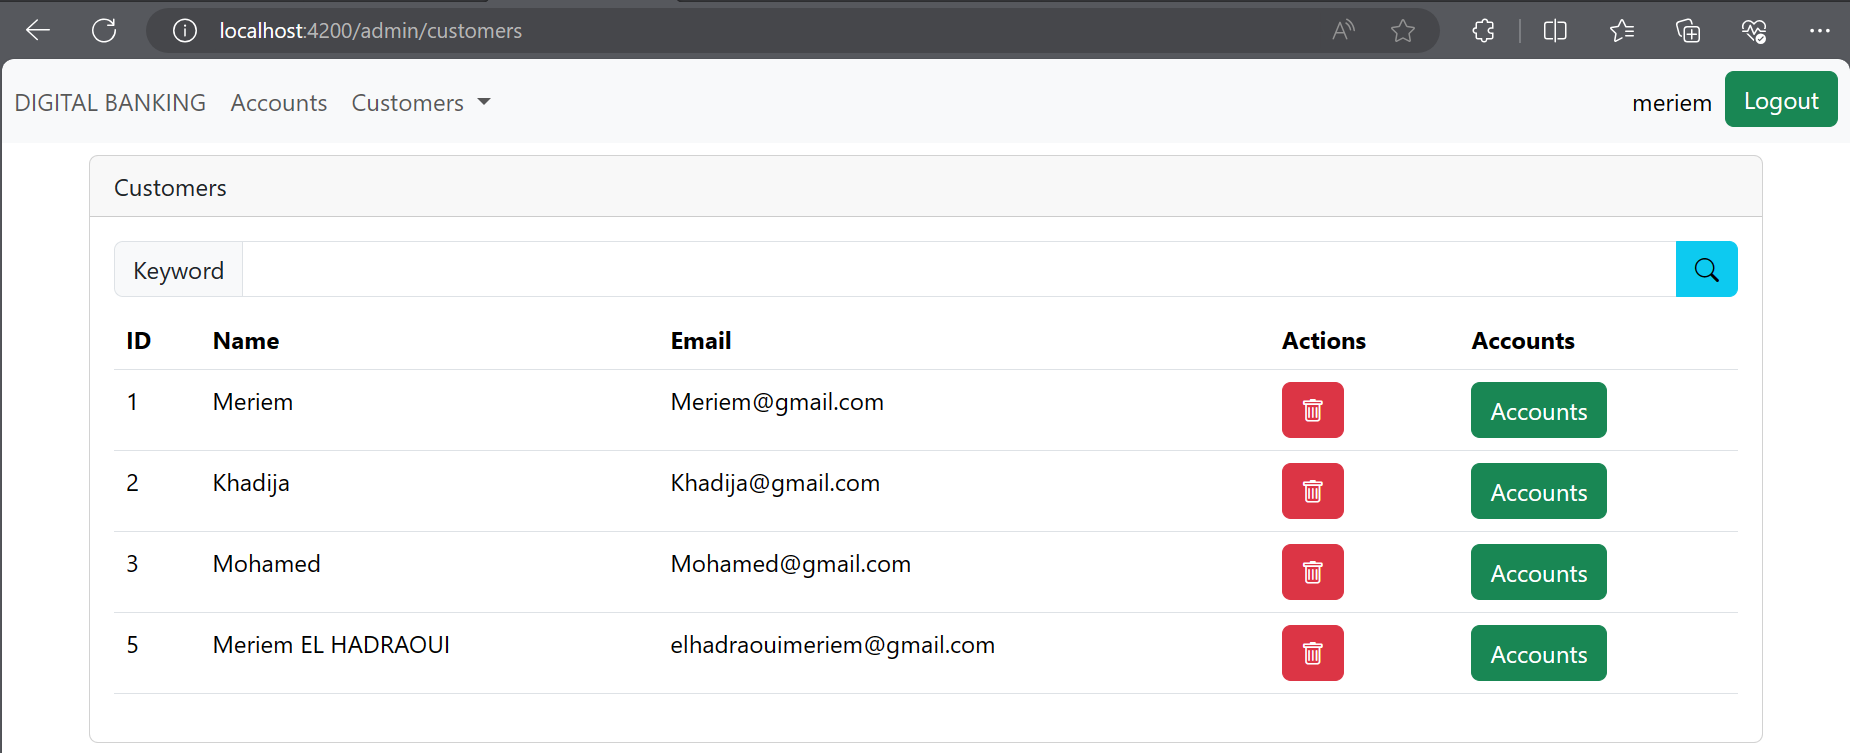 localhost:4200/admin/customers
DIGITAL BANKING Accounts Customers meriem Logout
Customers
Keyword
ID Name Email Actions Accounts
1 Meriem Meriem@gmail.com Accounts
2 Khadija Khadija@gmail.com Accounts
3 Mohamed Mohamed@gmail.com Accounts
5 Meriem EL HADRAOUI elhadraouimeriem@gmail.com Accounts